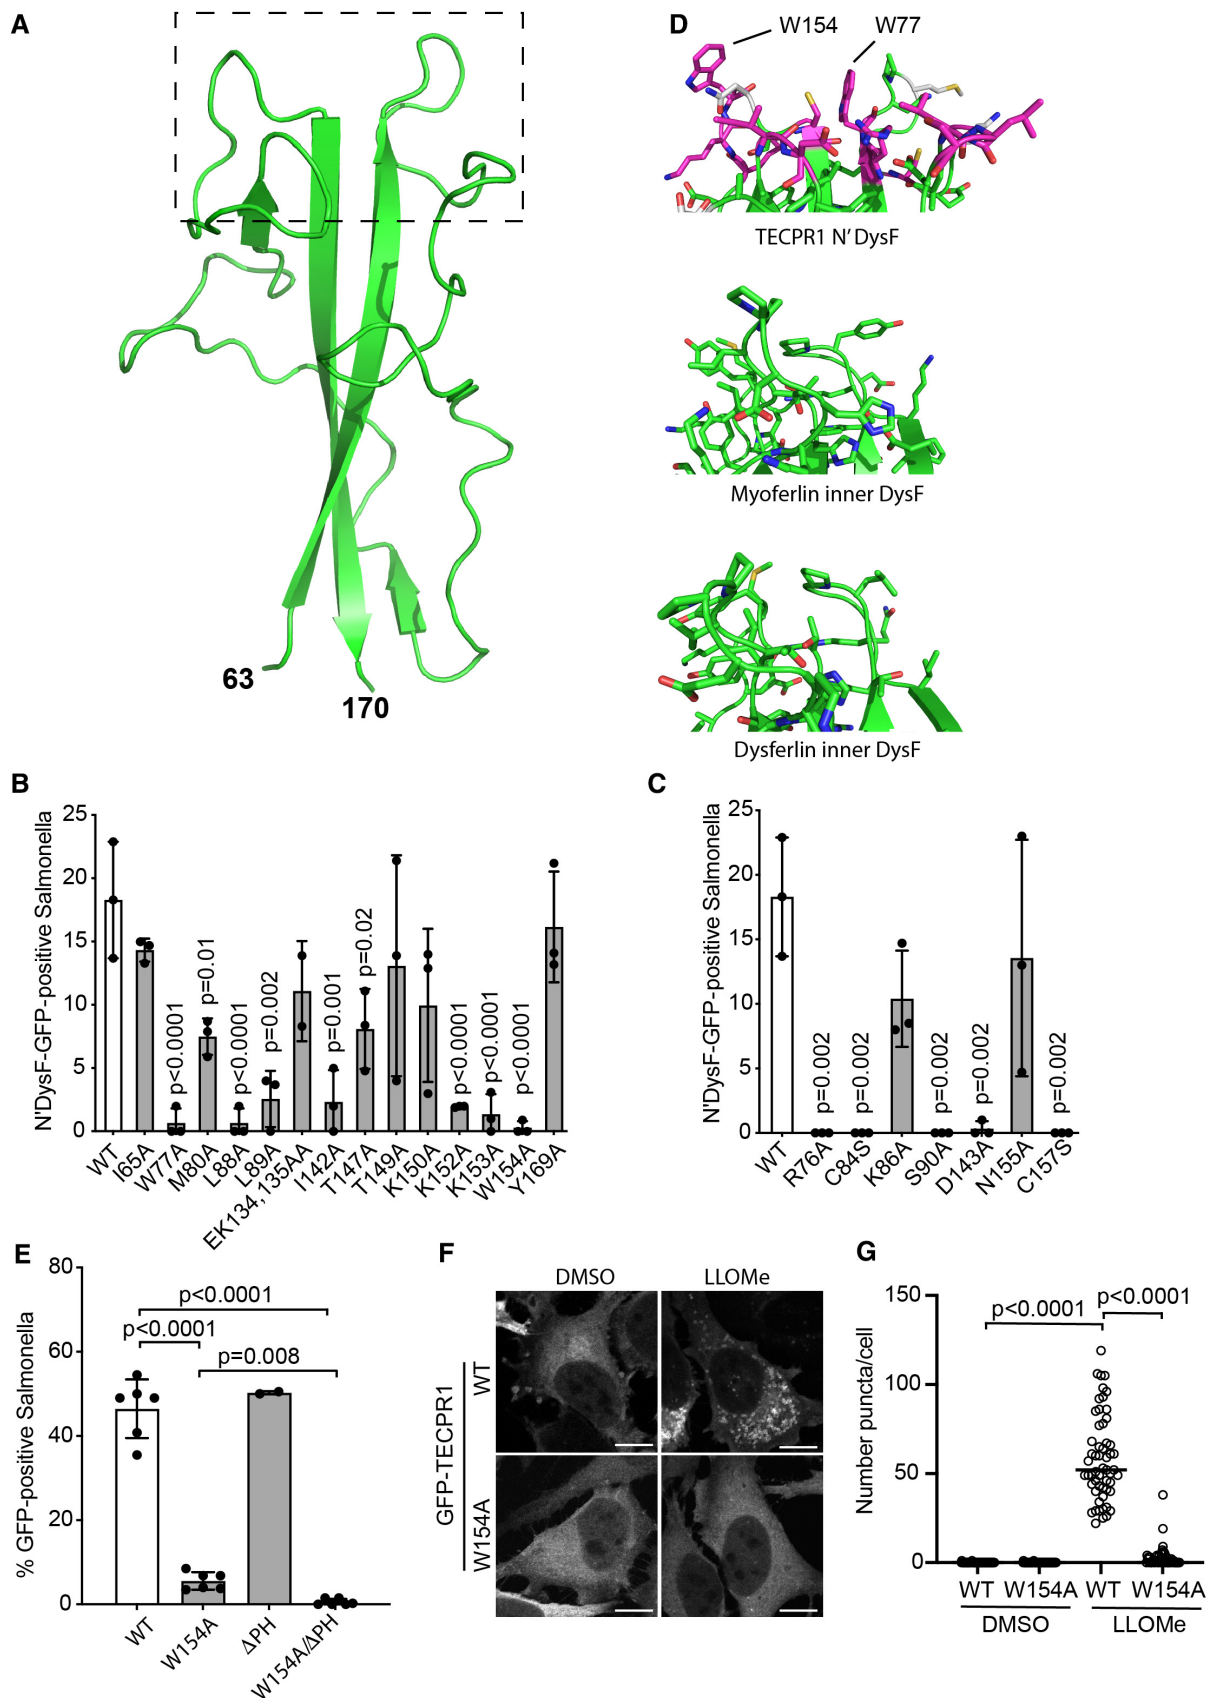 A
63
170
D
W154
W77
TECPR1 N' DysF
Myoferlin inner DysF
Dysferlin inner DysF
B
N'DysF-GFP-positive Salmonella
25
20
15
10
5
0
p<0.0001
p=0.01
p<0.0001
p=0.002
p=0.001
p=0.02
p<0.0001
p<0.0001
p<0.0001
WT
I65A
W77A
M80A
L88A
L89A
EK134,135AA
I142A
T147A
T149A
K150A
K152A
K153A
W154A
Y169A
C
N'DysF-GFP-positive Salmonella
25
20
15
10
5
0
p=0.002
p=0.002
p=0.002
p=0.002
p=0.002
WT
R76A
C84S
K86A
S90A
D143A
N155A
C157S
E
% GFP-positive Salmonella
80
60
40
20
0
p<0.0001
p<0.0001
p=0.008
WT
W154A
ΔPH
W154A/ΔPH
F
DMSO
LLOMe
GFP-TECPR1
WT
W154A
G
Number puncta/cell
150
100
50
0
p<0.0001
p<0.0001
WT W154A WT W154A
DMSO LLOMe